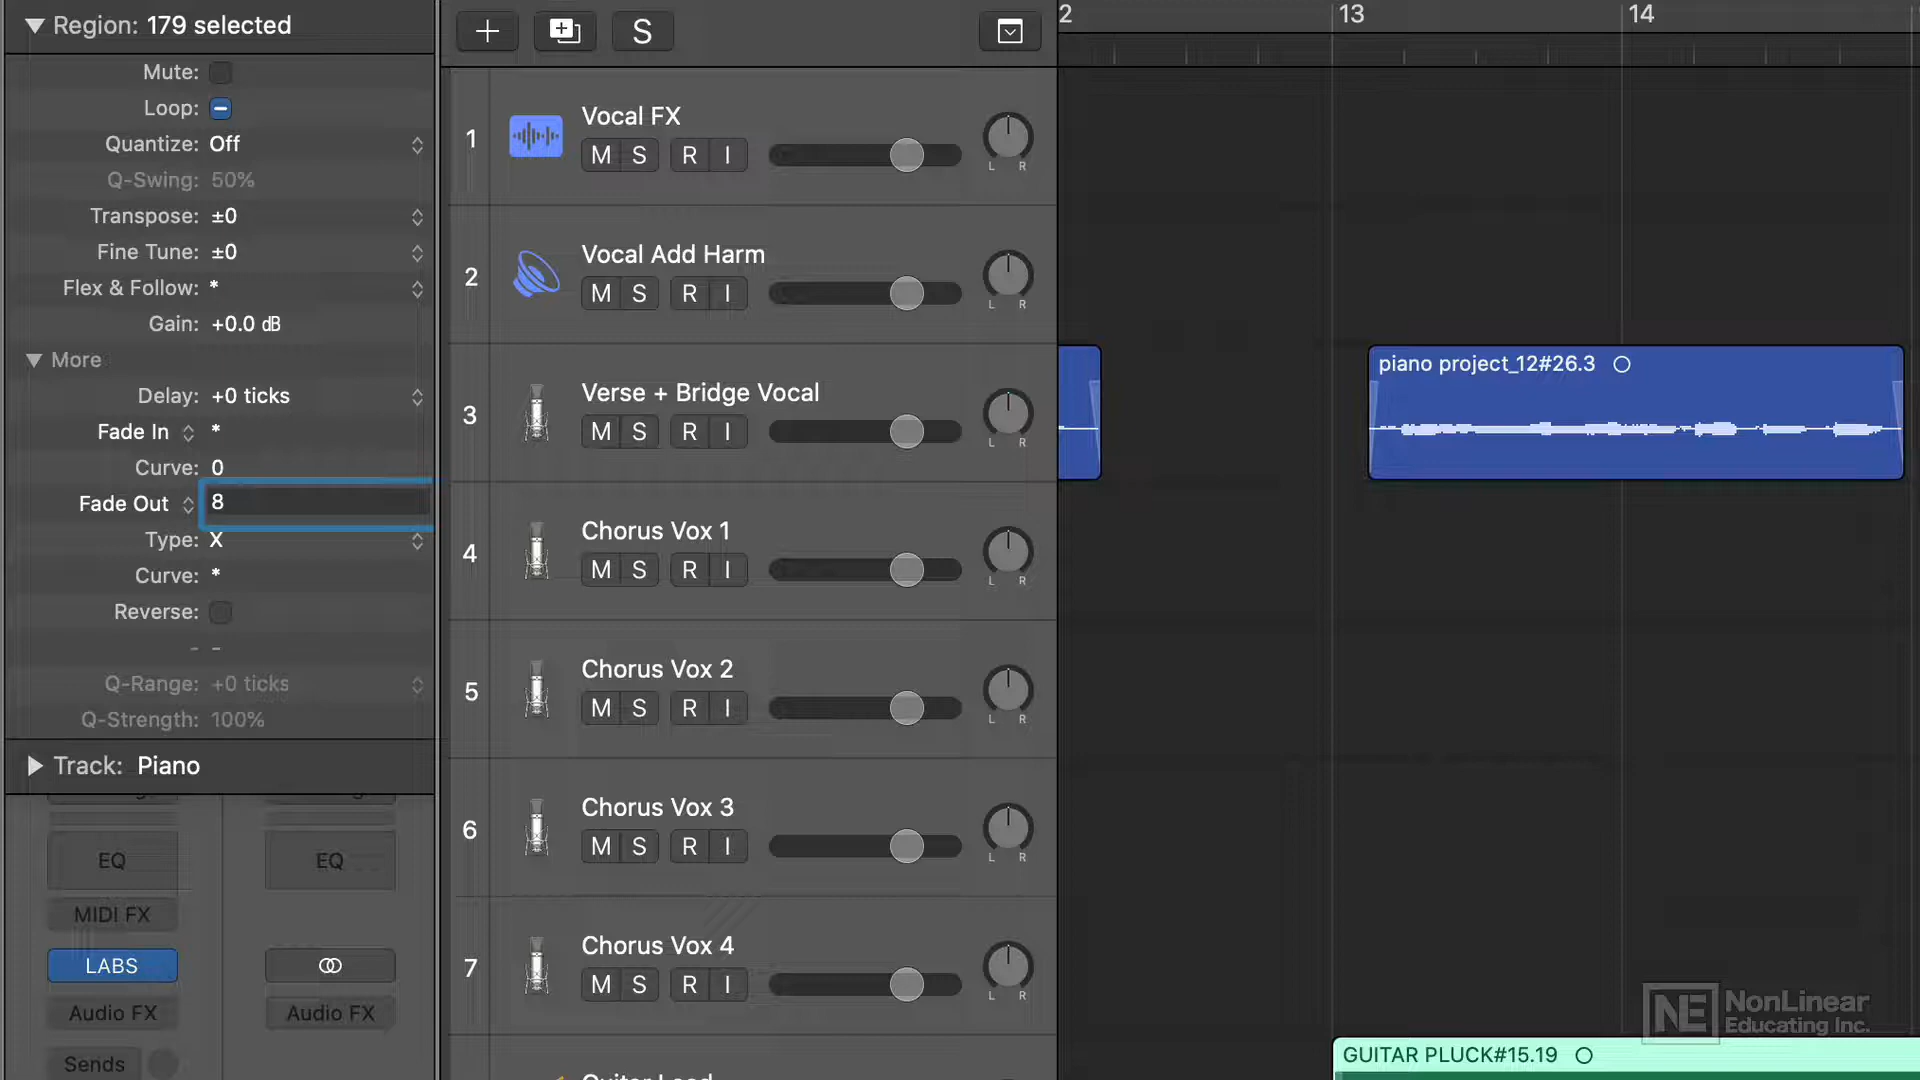 Region: 179 selected
Mute:
Loop:
Quantize: Off
Q-Swing: 50%
Transpose: ±0
Fine Tune: ±0
Flex & Follow: *
Gain: +0.0 dB
More
Delay: +0 ticks
Fade In *
Curve: 0
Fade Out 8
Type: X
Curve: *
Reverse:
- -
Q-Range: +0 ticks
Q-Strength: 100%
Track: Piano
EQ EQ
MIDI FX
LABS
Audio FX Audio FX
Sends
S
2 13 14
1 Vocal FX
M S R I L R
2 Vocal Add Harm
M S R I L R
3 Verse + Bridge Vocal
M S R I L R
4 Chorus Vox 1
M S R I L R
5 Chorus Vox 2
M S R I L R
6 Chorus Vox 3
M S R I L R
7 Chorus Vox 4
M S R I L R
piano project_12#26.3
GUITAR PLUCK#15.19
NE NonLinear
Educating Inc.